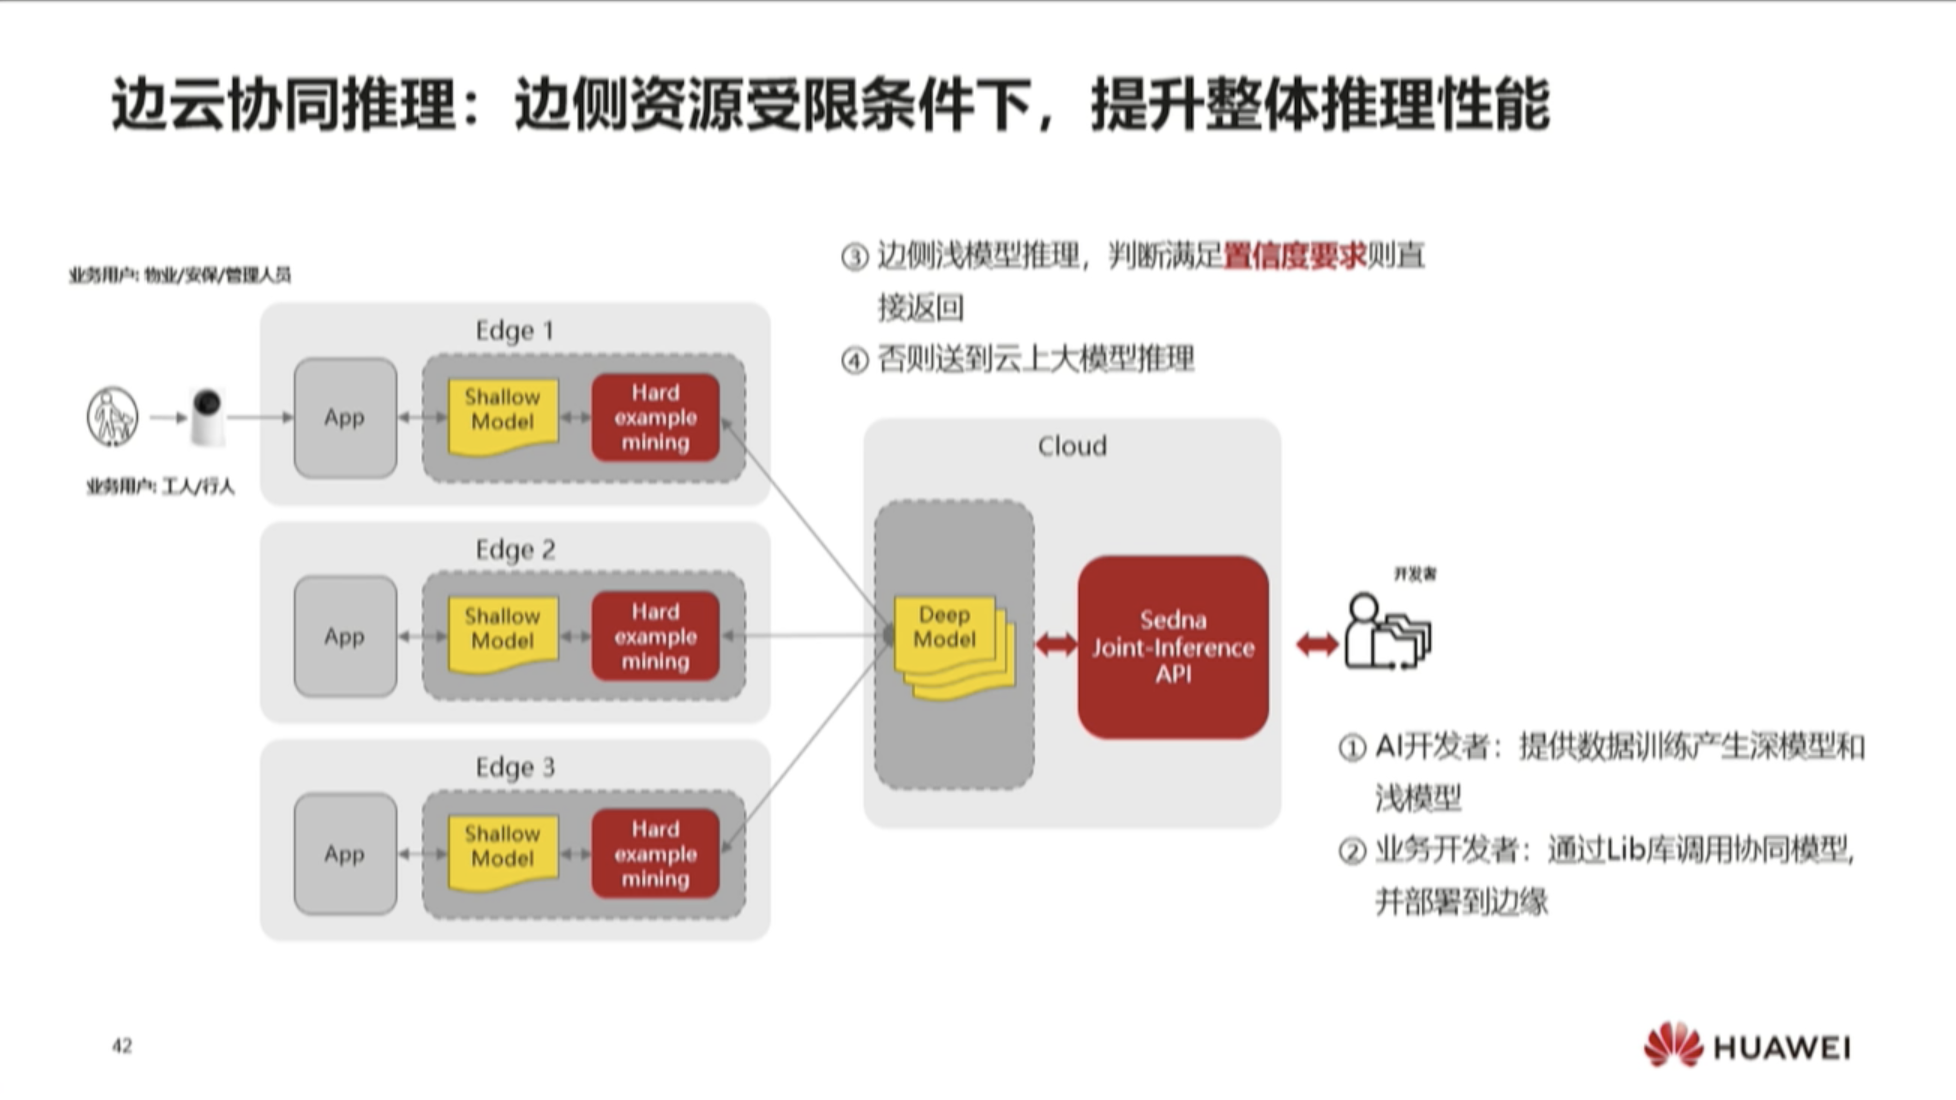 边云协同推理：边侧资源受限条件下，提升整体推理性能
业务用户: 物业/安保/管理人员
业务用户: 工人/行人
③ 边侧浅模型推理，判断满足置信度要求则直
接返回
④ 否则送到云上大模型推理
Edge 1
App
Shallow
Model
Hard
example
mining
Edge 2
App
Shallow
Model
Hard
example
mining
Edge 3
App
Shallow
Model
Hard
example
mining
Cloud
Deep
Model
Sedna
Joint-Inference
API
开发者
① AI开发者：提供数据训练产生深模型和
浅模型
② 业务开发者：通过Lib库调用协同模型,
并部署到边缘
42
HUAWEI